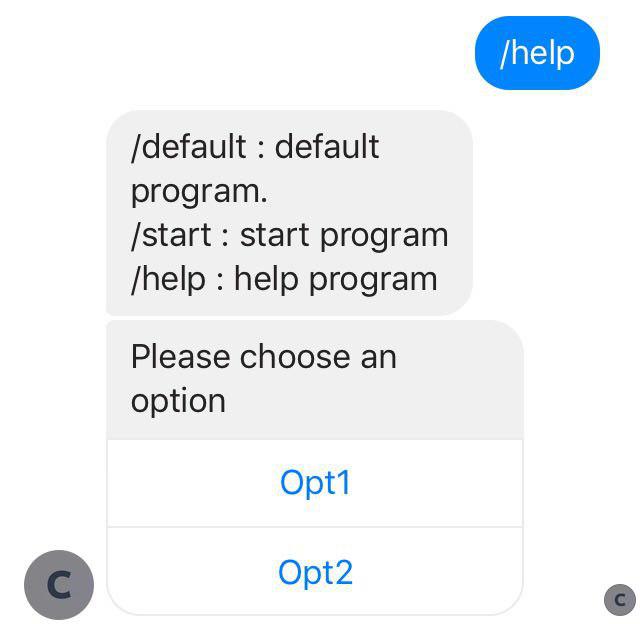 /help
/default : default
program.
/start : start program
/help : help program
Please choose an
option
Opt1
Opt2
C
C